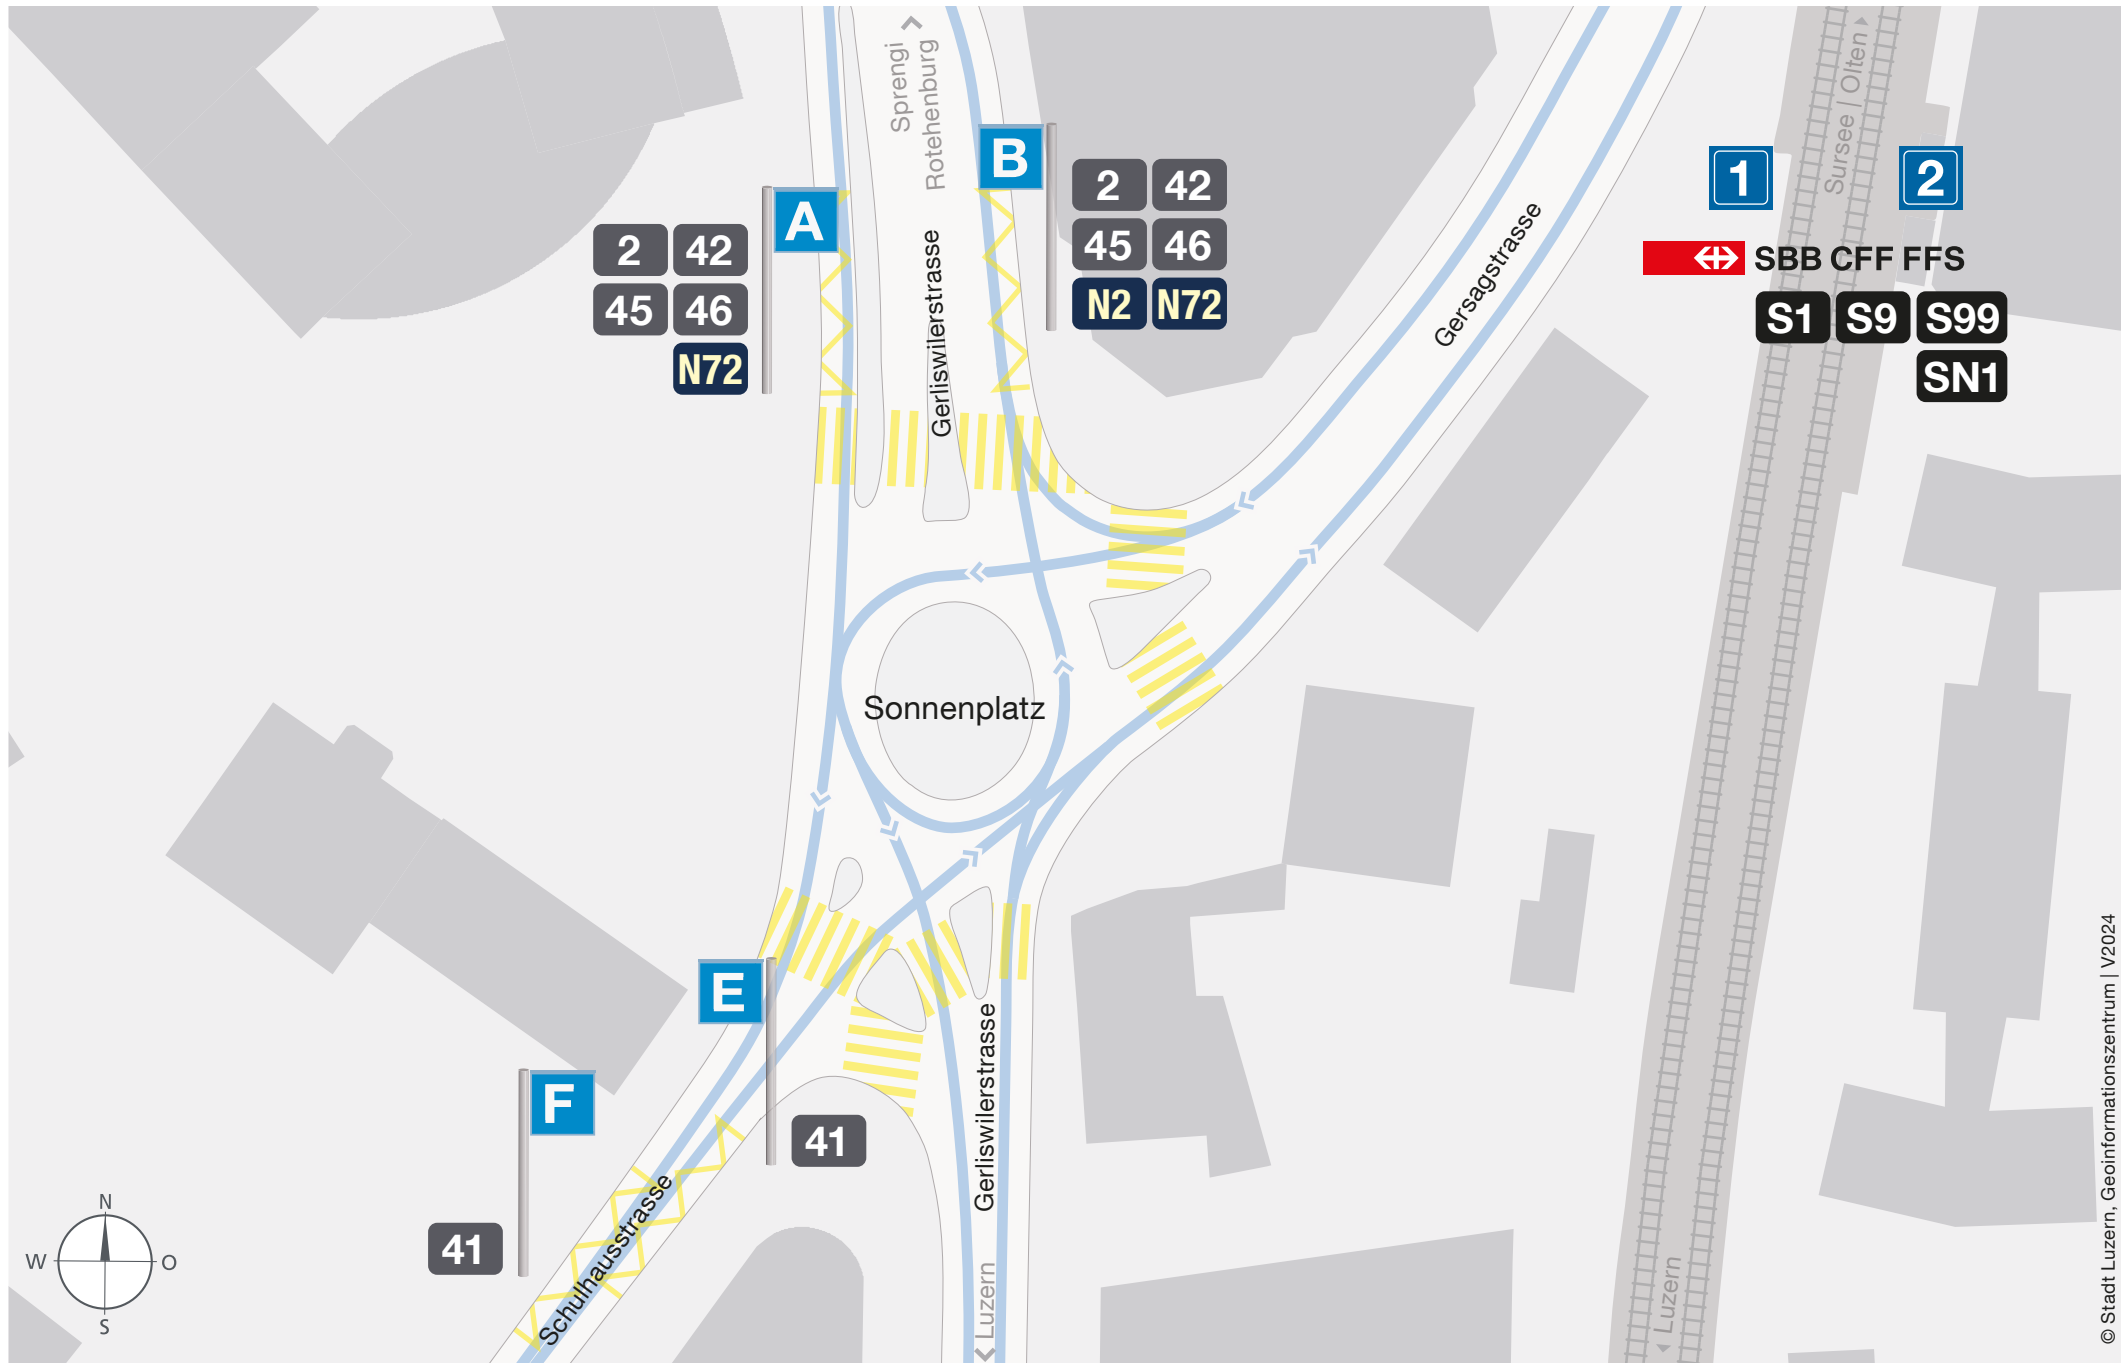 Sprengi
Rothenburg
Gerliswilerstrasse
A
2 42
45 46
N72
B
2 42
45 46
N2 N72
Gersagstrasse
Sursee | Olten
1
2
SBB CFF FFS
S1 S9 S99
SN1
Sonnenplatz
E
41
F
41
Schulhausstrasse
Gerliswilerstrasse
Luzern
Luzern
N
W O
S
© Stadt Luzern, Geoinformationszentrum | V2024